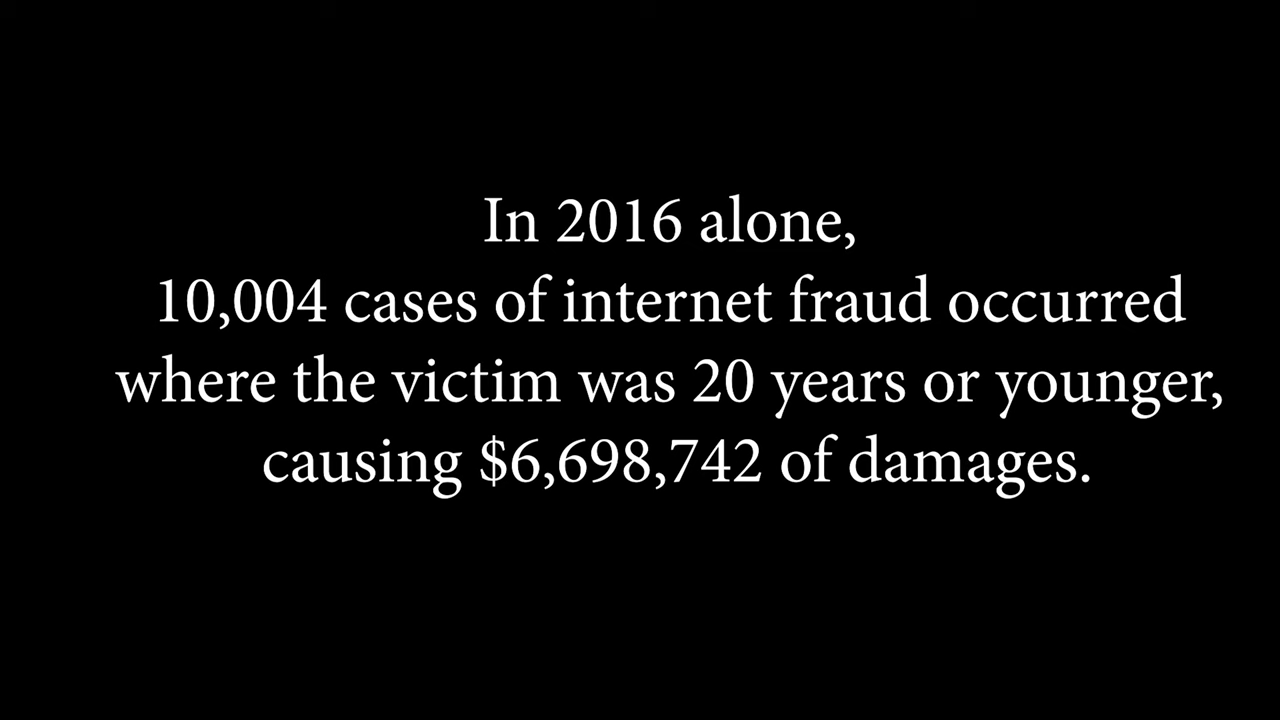 In 2016 alone,
10,004 cases of internet fraud occurred
where the victim was 20 years or younger,
causing $6,698,742 of damages.